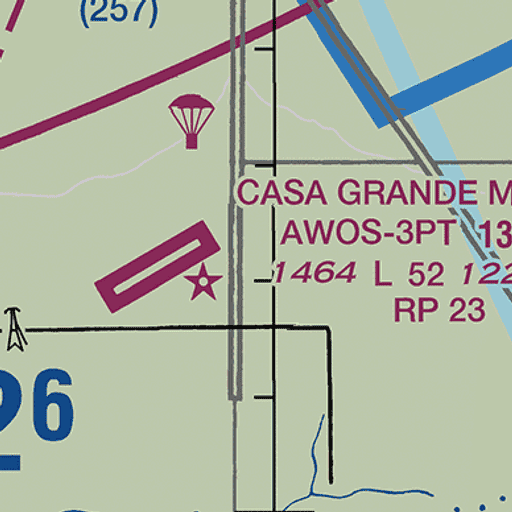 (257)
CASA GRANDE M
AWOS-3PT 13
1464 L 52 122
RP 23
26